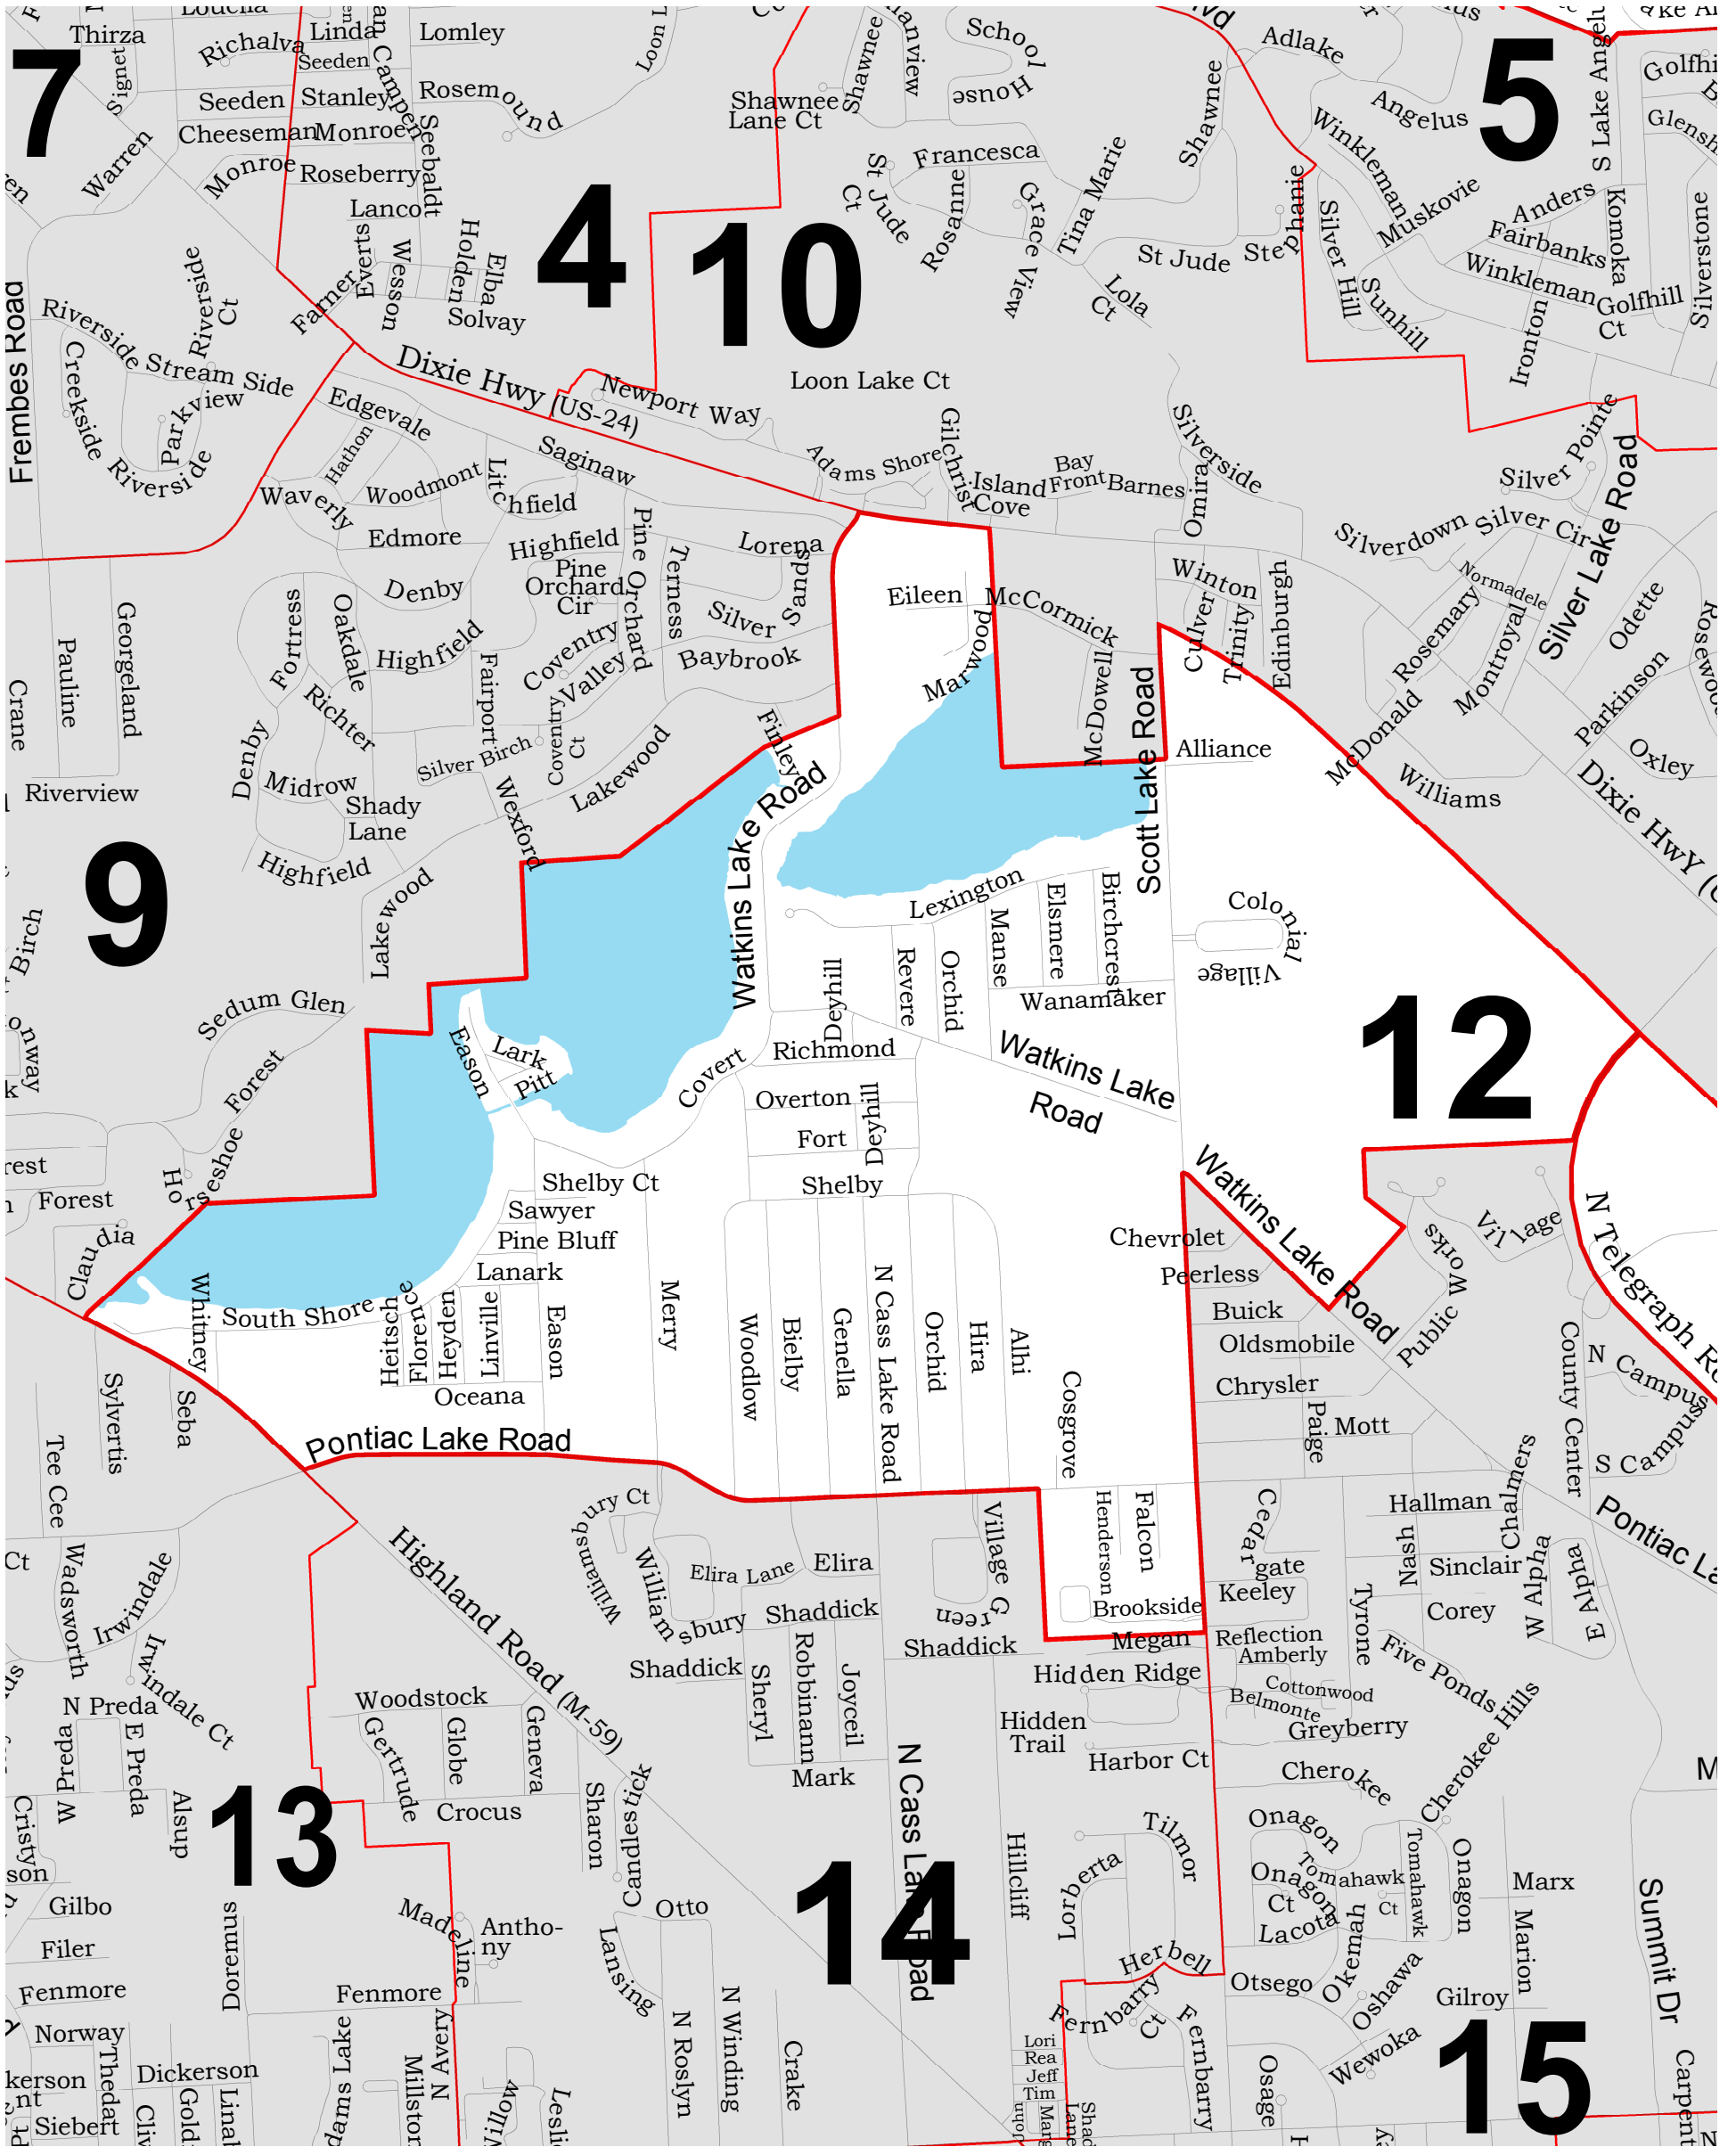 Thirza
Louella
Richalva
Linda
Lomley
Loon
Seeden
Signet
7
Seeden
Stanley
Van Campen
Rosemound
Cheeseman
Monroe
Seebaldt
Warren
Monroe
Roseberry
Lancot
4
Everts
Wesson
Holden
Elba
Solvay
Farner
Shawnee
Shawnee
Lane Ct
School
House
Shawnee
Francesca
St Jude
Ct
Rosanne
Grace View
Tina Marie
10
St Jude
Stephanie
Lola
Ct
Adlake
Angelus
5
S Lake Angelus
Golfhill
Winkleman
Muskovie
Anders
Komoka
Fairbanks
Winkleman
Golfhill
Ct
Silverstone
Silver Hill
Sunhill
Ironton
Frembes Road
Riverside
Riverside
Ct
Stream Side
Creekside
Parkview
Riverside
Dixie Hwy (US-24)
Newport Way
Loon Lake Ct
Edgevale
Hathon
Saginaw
Waverly
Woodmont
Litchfield
Edmore
Adams Shore
Gilchrist
Island
Cove
Bay
Front
Barnes
Omira
Silverside
Silver Pointe
Silver Lake Road
Silverdown
Silver Cir
Normadele
Rosemary
Montroyal
Odette
Parkinson
Oxley
McDonald
Williams
Dixie HwY
Highfield
Pine
Orchard
Cir
Pine Orchard
Terness
Lorena
Sands
Silver
Baybrook
Denby
Fortress
Oakdale
Highfield
Coventry
Valley
Fairport
Richter
Silver Birch
Coventry
Ct
Lakewood
Finley
Denby
Midrow
Shady
Lane
Wexford
Highfield
Lakewood
Georgeland
Pauline
Crane
Riverview
9
Birch
Eileen
McCormick
Marwood
McDowell
Winton
Culver
Trinity
Edinburgh
Scott Lake Road
Alliance
Watkins Lake Road
Lexington
Manse
Elsmere
Birchcrest
Colonial
Village
Deyhill
Revere
Orchid
Wanamaker
12
Sedum Glen
Forest
Horseshoe
Forest
Claudia
Eason
Lark
Pitt
Covert
Richmond
Watkins Lake
Road
Overton
Deyhill
Fort
Shelby
Shelby Ct
Sawyer
Pine Bluff
Lanark
Whitney
South Shore
Heitsch
Florence
Heyden
Linville
Eason
Merry
Oceana
Woodlow
Bielby
Genella
N Cass Lake Road
Orchid
Hira
Alhi
Cosgrove
Pontiac Lake Road
Watkins Lake Road
Chevrolet
Peerless
Buick
Oldsmobile
Chrysler
Paige
Mott
Public
Works
Village
N Telegraph
County Center
N Campus
S Campus
Sylvertis
Seba
Tee Cee
Ct
Wadsworth
Irwindale
Irwindale Ct
N Preda
W Preda
E Preda
Alsup
Cristy
13
Highland Road (M-59)
Williamsbury Ct
Williamsbury
Elira Lane
Elira
Shaddick
Shaddick
Shaddick
Sheryl
Robbinann
Joyceil
Mark
Village Green
Henderson
Falcon
Brookside
Megan
Hidden Ridge
Hidden
Trail
Harbor Ct
Cedargate
Keeley
Reflection
Amberly
Cottonwood
Belmonte
Greyberry
Hallman
Nash
Chalmers
Sinclair
Corey
Tyrone
W Alpha
E Alpha
Five Ponds
Cherokee
Cherokee Hills
Woodstock
Gertrude
Globe
Geneva
Crocus
Sharon
Candlestick
N Cass Lake Road
14
Hillcliff
Lorberta
Tilmor
Herbell
Fernbarry
Ct
Fernbarry
Onagon
Onagon
Ct
Tomahawk
Tomahawk
Ct
Onagon
Lacota
Okemah
Oshawa
Otsego
Wewoka
Osage
Marx
Marion
Gilroy
15
Summit Dr
Gilbo
Filer
Fenmore
Norway
Thedal
Dickerson
Siebert
Doremus
Fenmore
Madeline
Antho-
ny
N Avery
Millston
Otto
Lansing
N Roslyn
N Winding
Crake
Lori
Rea
Jeff
Tim
John